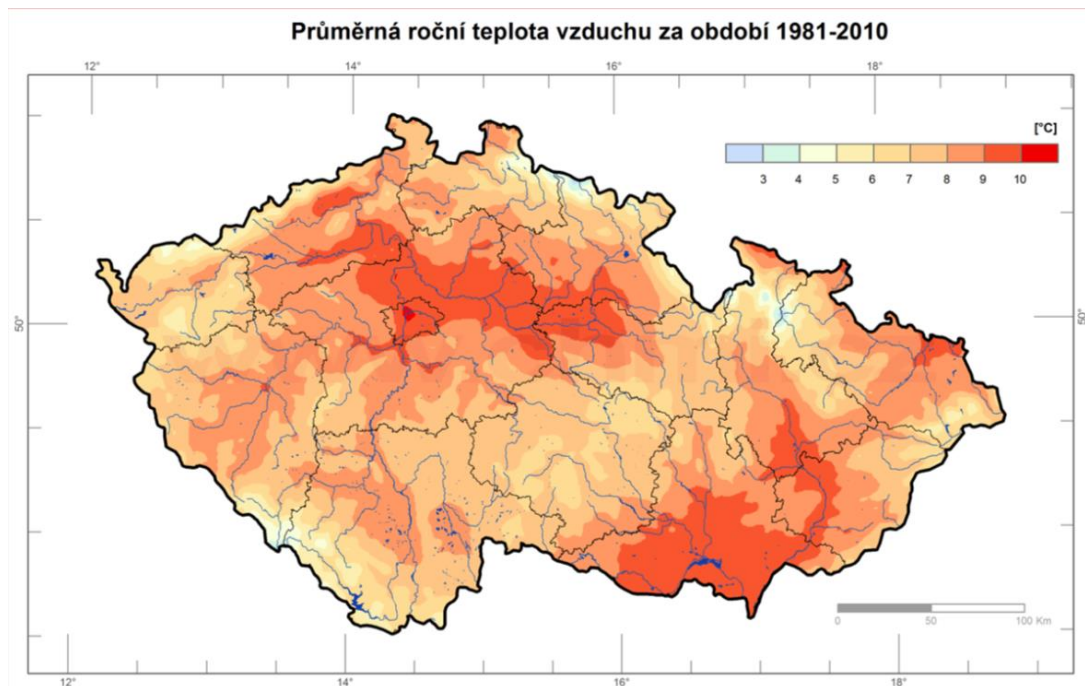 Průměrná roční teplota vzduchu za období 1981-2010
12° 14° 16° 18°
[°C]
3 4 5 6 7 8 9 10
50° 50°
0 50 100 Km
12° 14° 16° 18°